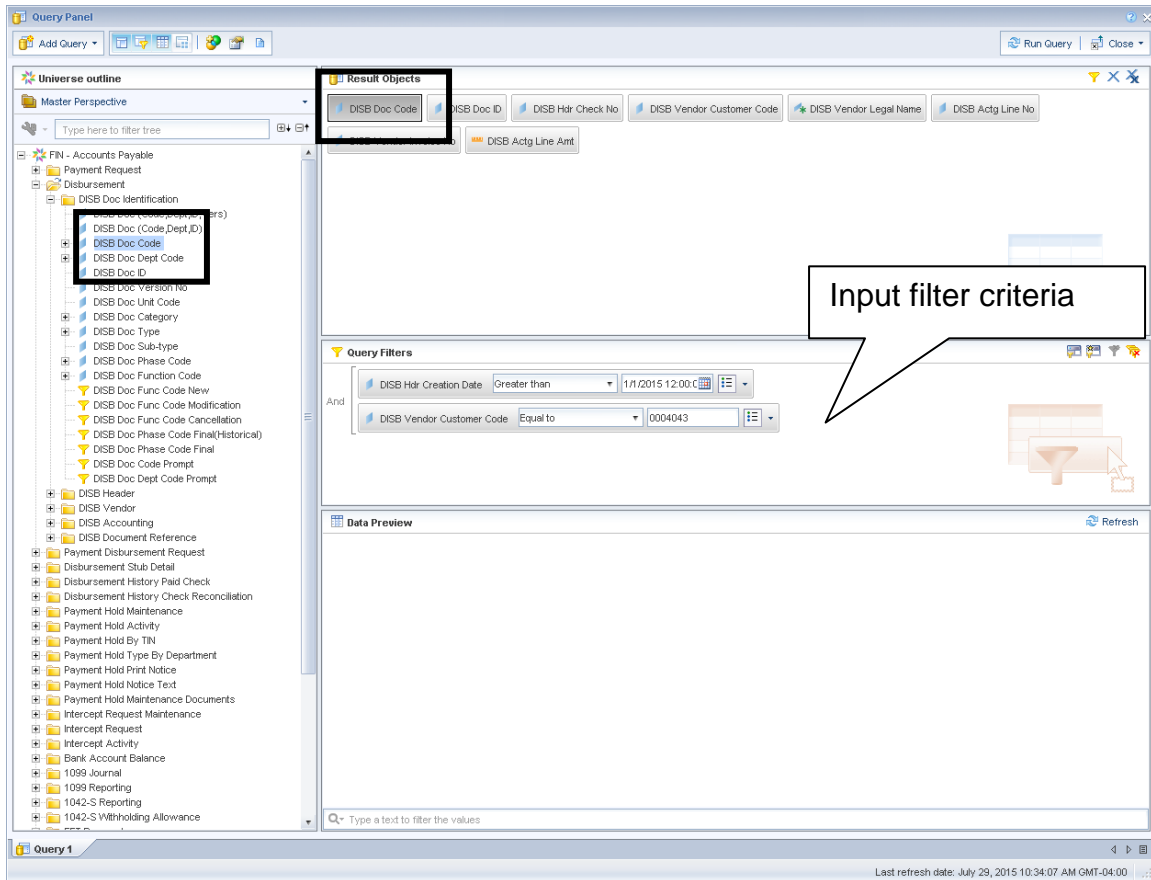 Query Panel
Add Query
Run Query
Close
Universe outline
Master Perspective
Type here to filter tree
FIN - Accounts Payable
Payment Request
Disbursement
DISB Doc Identification
DISB Doc (Code,Dept,ID)
DISB Doc Code
DISB Doc Dept Code
DISB Doc ID
DISB Doc Version No
DISB Doc Unit Code
DISB Doc Category
DISB Doc Type
DISB Doc Sub-type
DISB Doc Phase Code
DISB Doc Function Code
DISB Doc Func Code New
DISB Doc Func Code Modification
DISB Doc Func Code Cancellation
DISB Doc Phase Code Final(Historical)
DISB Doc Phase Code Final
DISB Doc Code Prompt
DISB Doc Dept Code Prompt
DISB Header
DISB Vendor
DISB Accounting
DISB Document Reference
Payment Disbursement Request
Disbursement Stub Detail
Disbursement History Paid Check
Disbursement History Check Reconciliation
Payment Hold Maintenance
Payment Hold Activity
Payment Hold By TIN
Payment Hold Type By Department
Payment Hold Print Notice
Payment Hold Notice Text
Payment Hold Maintenance Documents
Intercept Request Maintenance
Intercept Request
Intercept Activity
Bank Account Balance
1099 Journal
1099 Reporting
1042-S Reporting
1042-S Withholding Allowance
Result Objects
DISB Doc Code DISB Doc ID DISB Hdr Check No DISB Vendor Customer Code DISB Vendor Legal Name DISB Actg Line No
DISB Actg Line Amt
Input filter criteria
Query Filters
And
DISB Hdr Creation Date Greater than 1/1/2015 12:00:
DISB Vendor Customer Code Equal to 0004043
Data Preview
Refresh
Type a text to filter the values
Query 1
Last refresh date: July 29, 2015 10:34:07 AM GMT-04:00